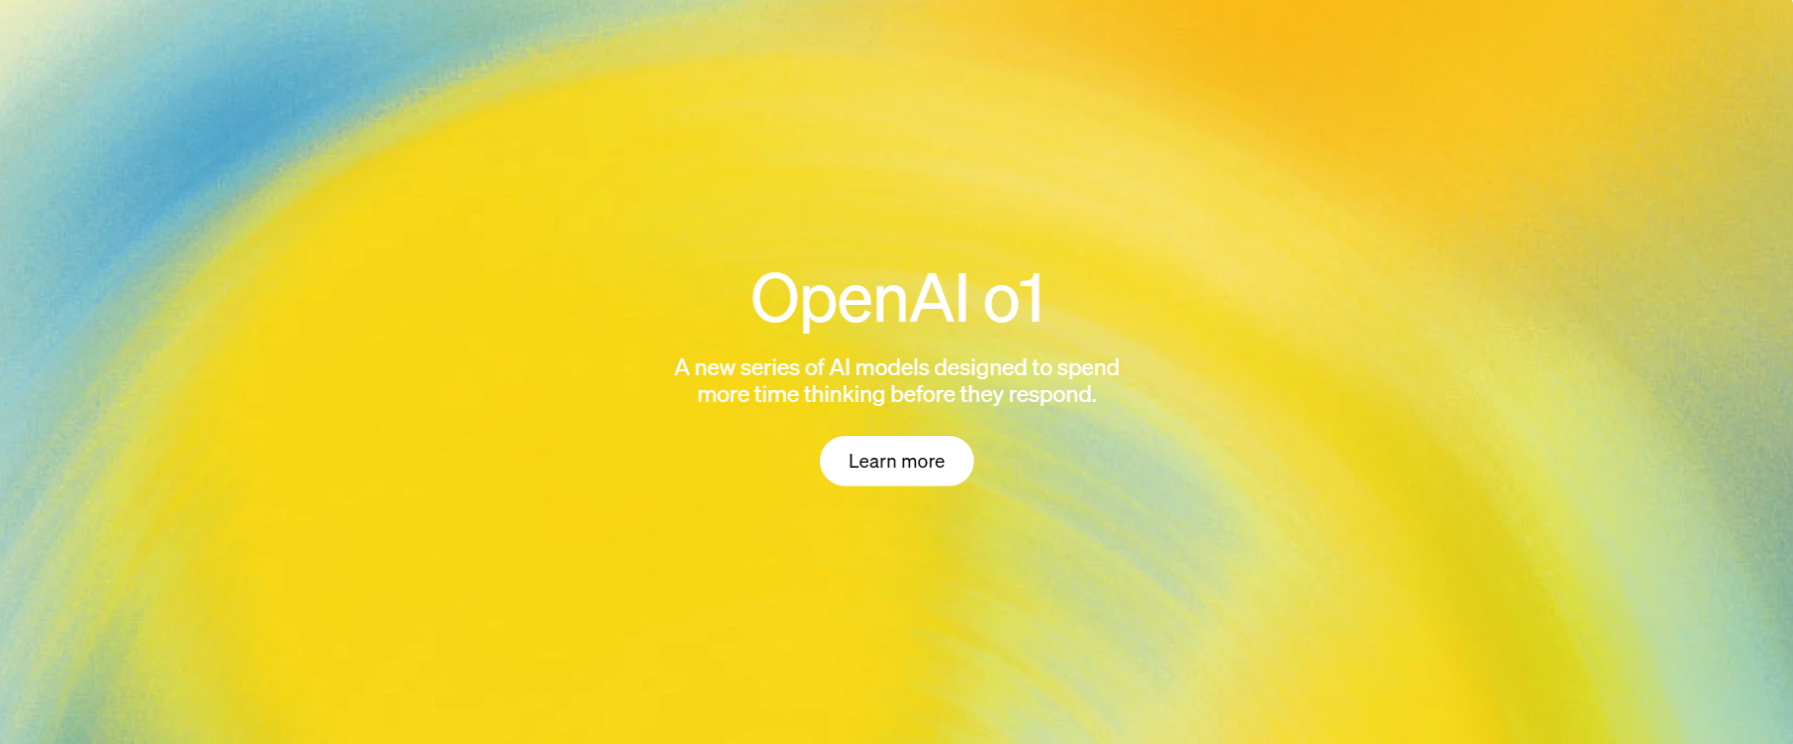 OpenAI o1
A new series of AI models designed to spend
more time thinking before they respond.
Learn more